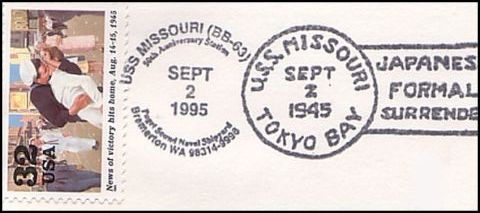 32
USA
News of victory hits home, Aug. 14-15, 1945
USS MISSOURI (BB-63)
50th Anniversary Station
SEPT
2
1995
Puget Sound Naval Shipyard
Bremerton WA 98314-9998
U.S.S. MISSOURI
SEPT
2
1945
TOKYO BAY
JAPANES
FORMAL
SURRENDE